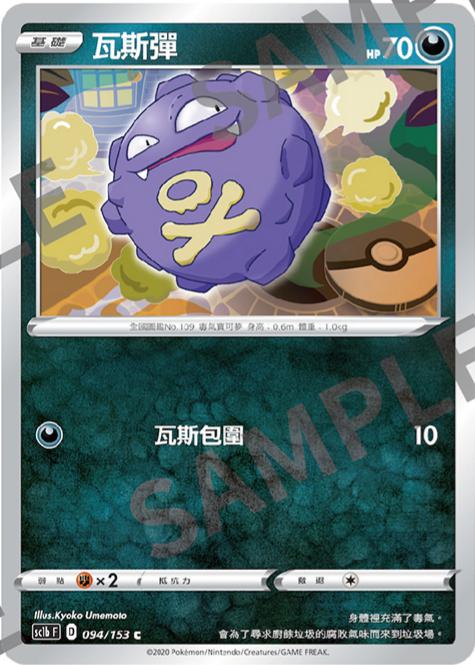 基礎 瓦斯彈 HP 70
全國圖鑑No.109 毒氣寶可夢 身高：0.6m 體重：1.0kg
瓦斯包圍 10
弱點 ×2 抵抗力 撤退
Illus.Kyoko Umemoto
sc1b F D 094/153 C
身體裡充滿了毒氣。
會為了尋求廚餘垃圾的腐敗氣味而來到垃圾場。
©2020 Pokémon/Nintendo/Creatures/GAME FREAK.
SAMPLE
SAMPLE